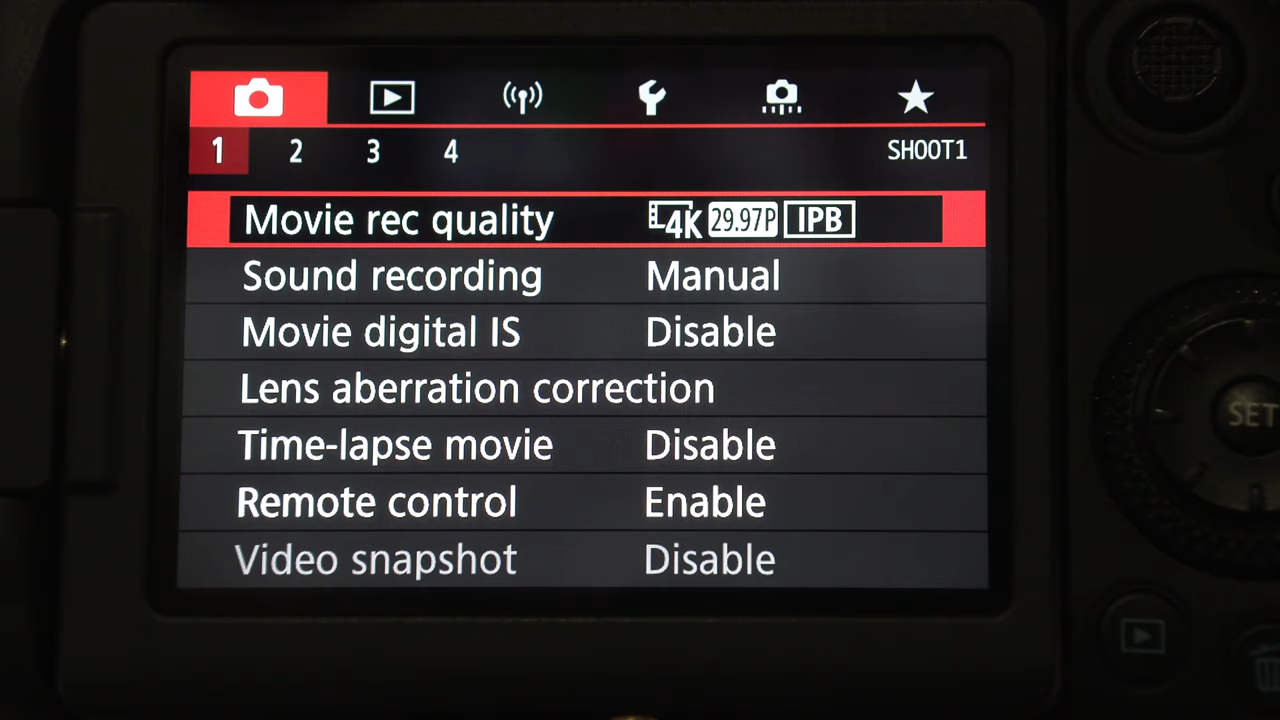 1 2 3 4 SHOOT1
Movie rec quality 4K 29.97P IPB
Sound recording Manual
Movie digital IS Disable
Lens aberration correction
Time-lapse movie Disable
Remote control Enable
Video snapshot Disable
SET